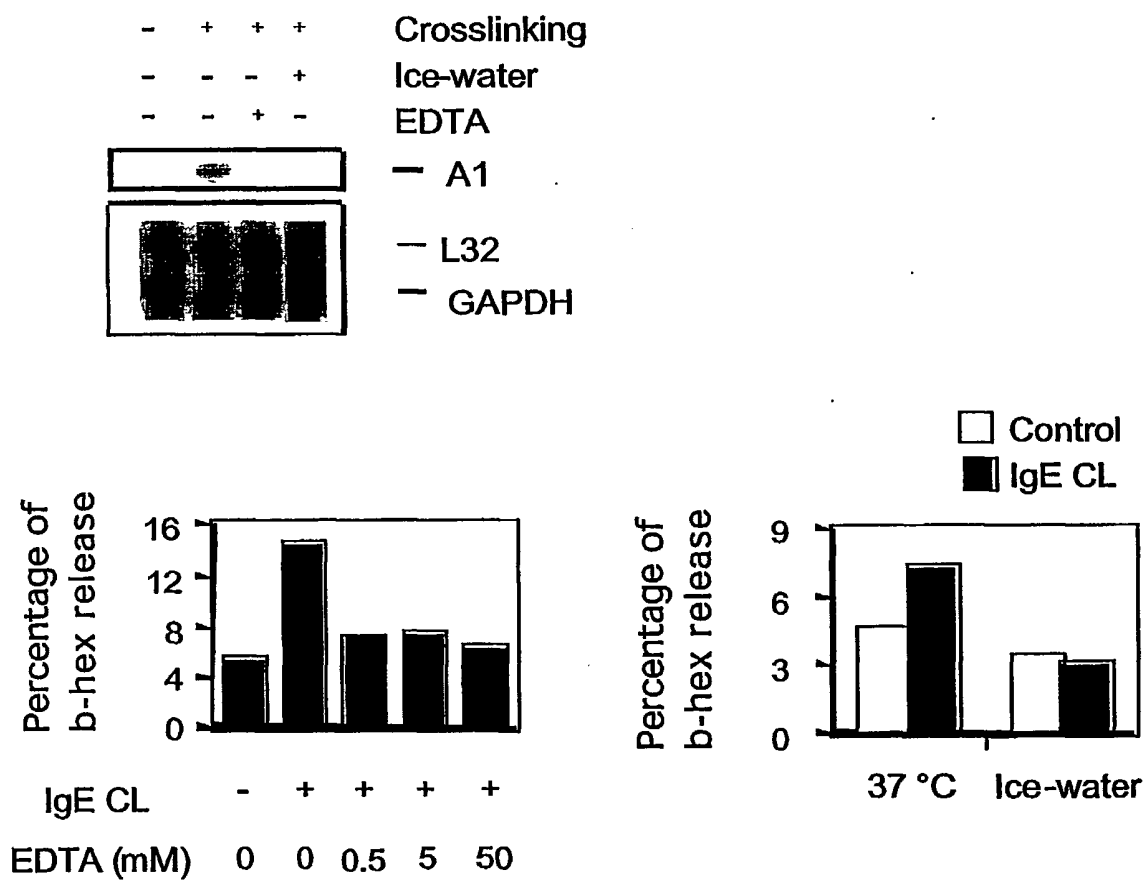 - + + + Crosslinking
- - - + Ice-water
- - + - EDTA
A1
L32
GAPDH
Control
IgE CL
Percentage of
b-hex release
16
12
8
4
0
IgE CL - + + + +
EDTA (mM) 0 0 0.5 5 50
Percentage of
b-hex release
9
6
3
0
37 °C Ice-water